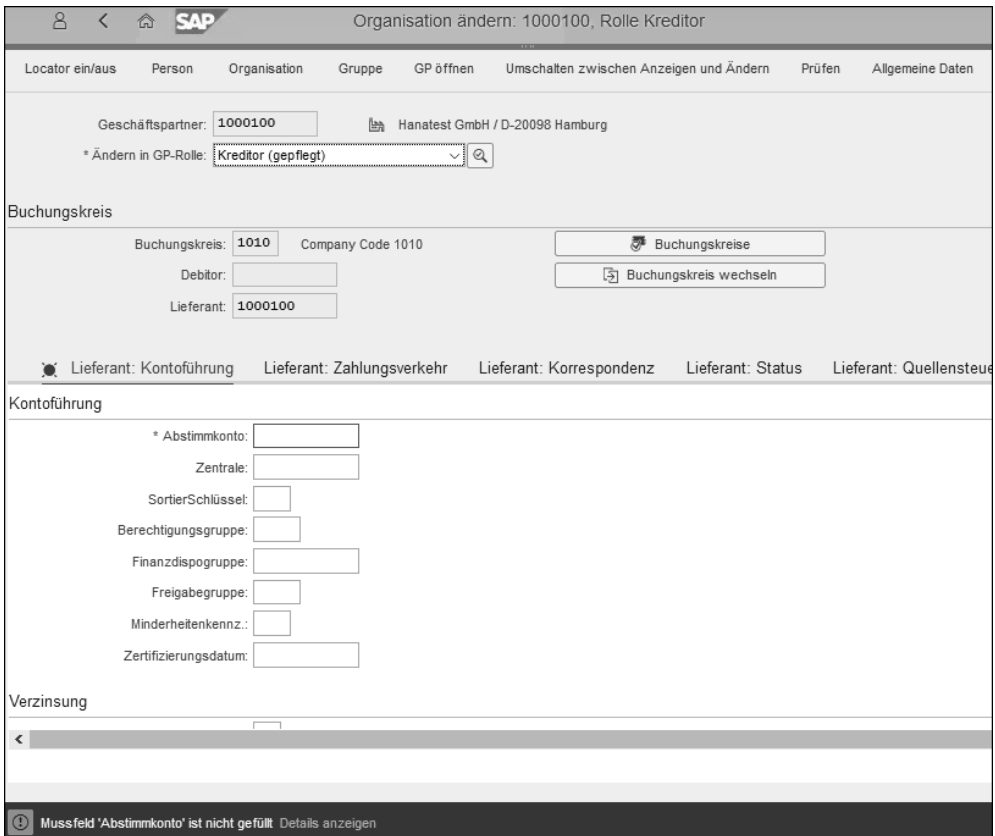 SAP Organisation ändern: 1000100, Rolle Kreditor
Locator ein/aus Person Organisation Gruppe GP öffnen Umschalten zwischen Anzeigen und Ändern Prüfen Allgemeine Daten
Geschäftspartner: 1000100 Hanatest GmbH / D-20098 Hamburg
* Ändern in GP-Rolle: Kreditor (gepflegt)
Buchungskreis
Buchungskreis: 1010 Company Code 1010 Buchungskreise
Debitor: Buchungskreis wechseln
Lieferant: 1000100
Lieferant: Kontoführung Lieferant: Zahlungsverkehr Lieferant: Korrespondenz Lieferant: Status Lieferant: Quellensteue
Kontoführung
* Abstimmkonto:
Zentrale:
SortierSchlüssel:
Berechtigungsgruppe:
Finanzdispogruppe:
Freigabegruppe:
Minderheitenkennz.:
Zertifizierungsdatum:
Verzinsung
Mussfeld 'Abstimmkonto' ist nicht gefüllt Details anzeigen